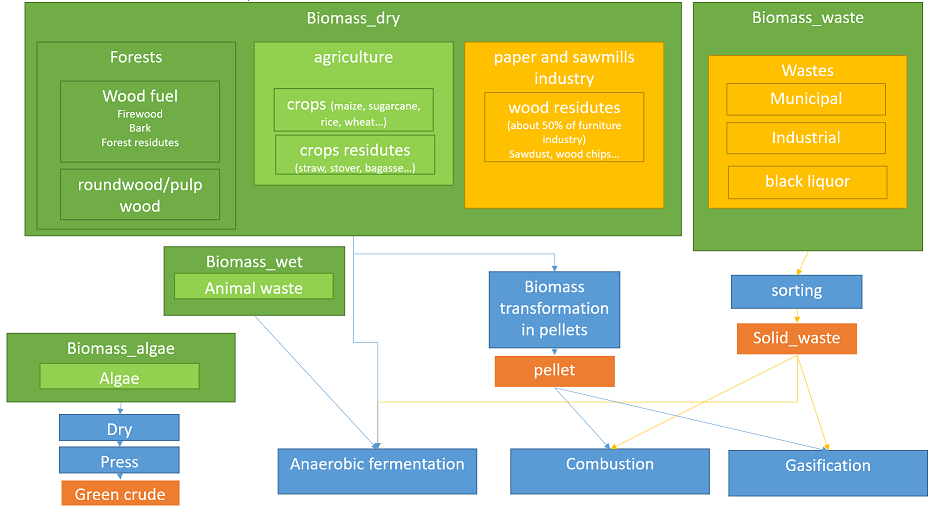 Biomass_dry
Forests
Wood fuel
Firewood
Bark
Forest residutes
roundwood/pulp
wood
agriculture
crops (maize, sugarcane,
rice, wheat...)
crops residutes
(straw, stover, bagasse...)
paper and sawmills
industry
wood residutes
(about 50% of furniture
industry)
Sawdust, wood chips...
Biomass_waste
Wastes
Municipal
Industrial
black liquor
Biomass_wet
Animal waste
Biomass
transformation
in pellets
pellet
sorting
Solid_waste
Biomass_algae
Algae
Dry
Press
Green crude
Anaerobic fermentation
Combustion
Gasification